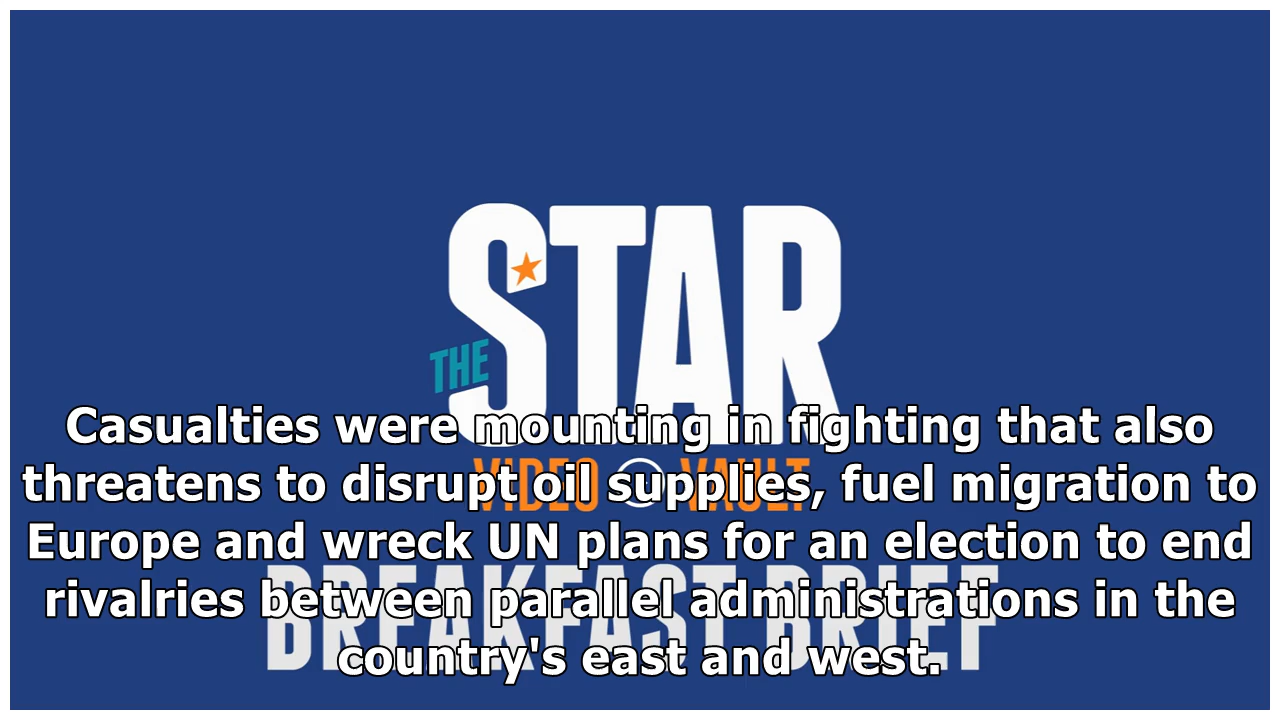 STAR
THE
VIDEO VAULT
BREAKFAST BRIEF
Casualties were mounting in fighting that also
threatens to disrupt oil supplies, fuel migration to
Europe and wreck UN plans for an election to end
rivalries between parallel administrations in the
country's east and west.